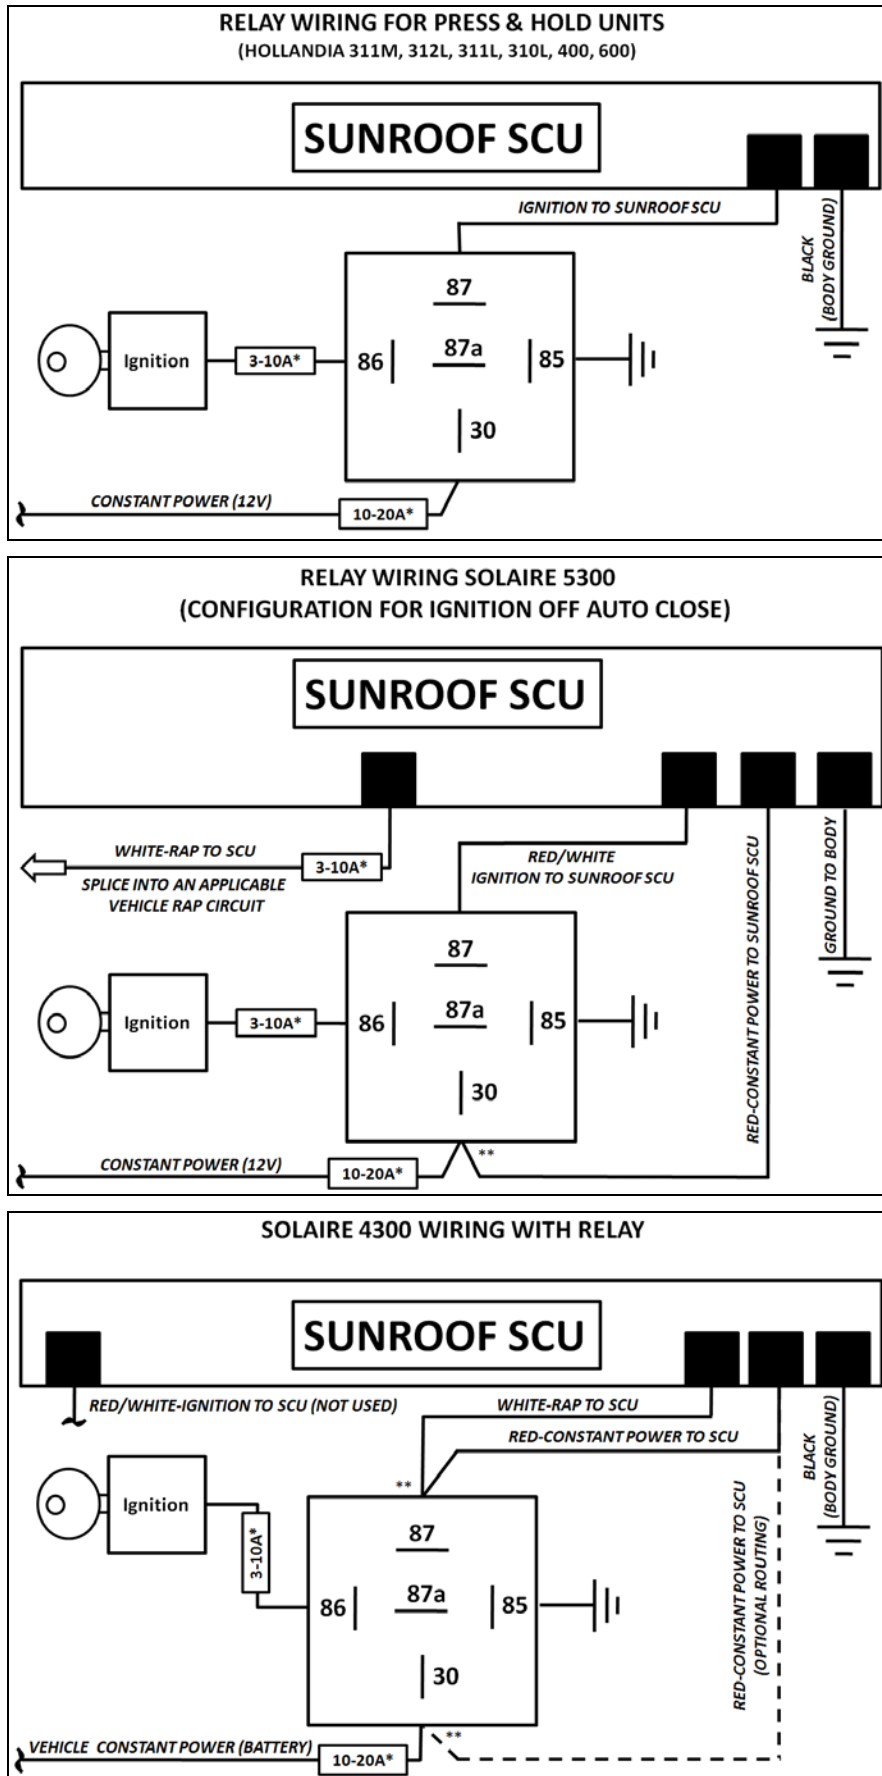 RELAY WIRING FOR PRESS & HOLD UNITS
(HOLLANDIA 311M, 312L, 311L, 310L, 400, 600)
SUNROOF SCU
IGNITION TO SUNROOF SCU
BLACK
(BODY GROUND)
87
Ignition
3-10A*
86
87a
85
30
CONSTANT POWER (12V)
10-20A*
RELAY WIRING SOLAIRE 5300
(CONFIGURATION FOR IGNITION OFF AUTO CLOSE)
SUNROOF SCU
WHITE-RAP TO SCU
3-10A*
SPLICE INTO AN APPLICABLE
VEHICLE RAP CIRCUIT
RED/WHITE
IGNITION TO SUNROOF SCU
RED-CONSTANT POWER TO SUNROOF SCU
GROUND TO BODY
87
Ignition
3-10A*
86
87a
85
30
**
CONSTANT POWER (12V)
10-20A*
SOLAIRE 4300 WIRING WITH RELAY
SUNROOF SCU
RED/WHITE-IGNITION TO SCU (NOT USED)
WHITE-RAP TO SCU
RED-CONSTANT POWER TO SCU
BLACK
(BODY GROUND)
**
Ignition
3-10A*
87
86
87a
85
30
RED-CONSTANT POWER TO SCU
(OPTIONAL ROUTING)
**
VEHICLE CONSTANT POWER (BATTERY)
10-20A*